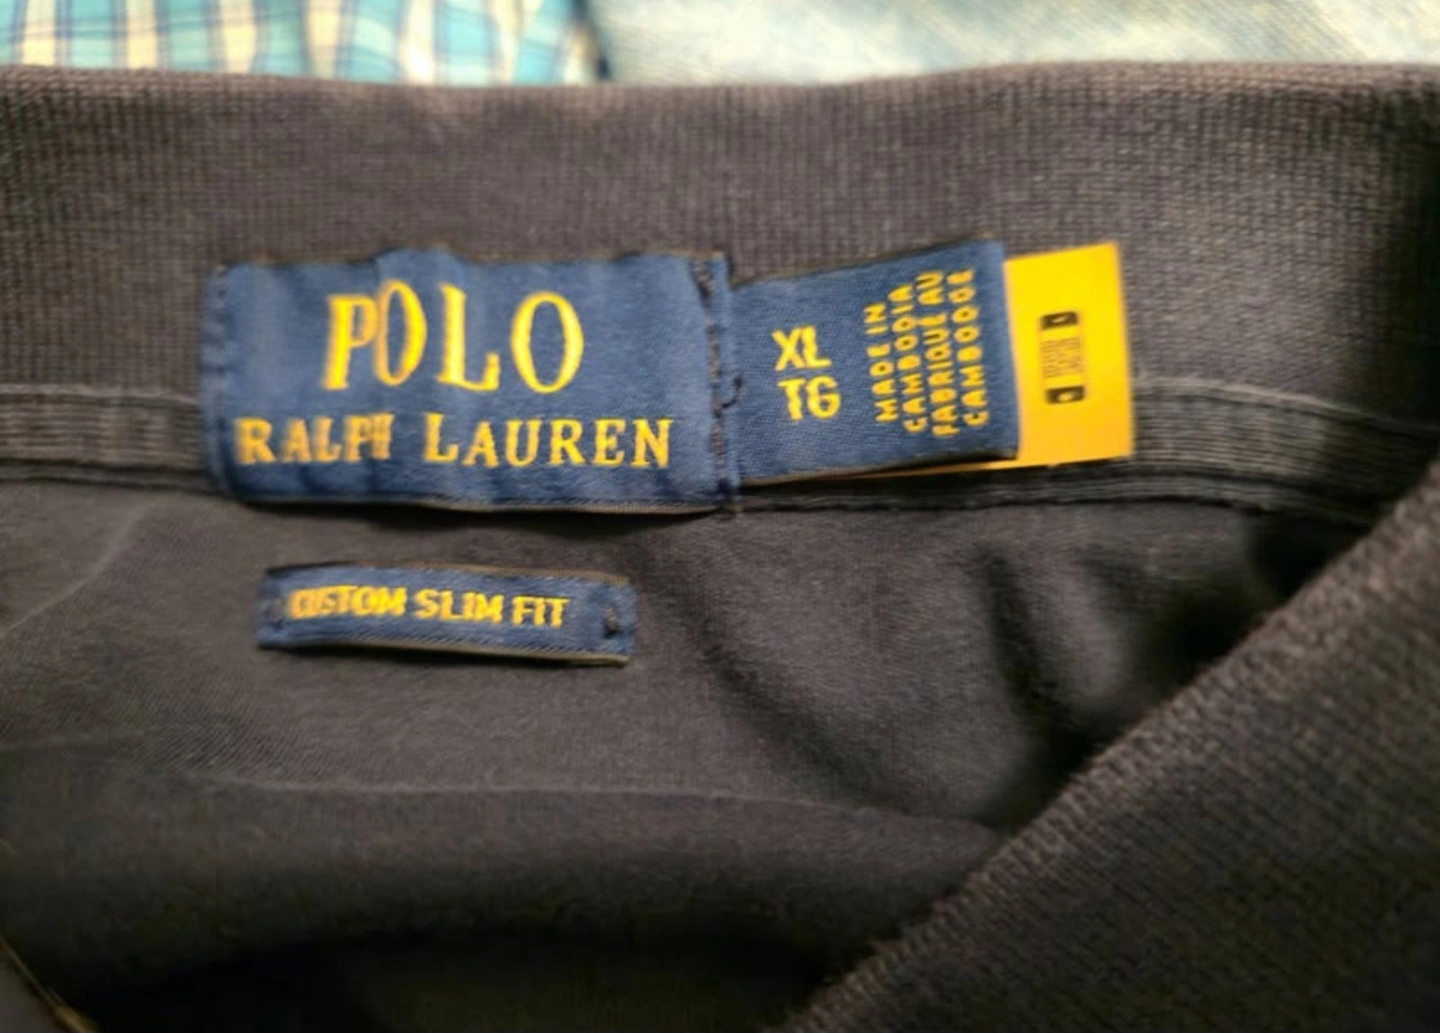 POLO
RALPH LAUREN
XL
TG
MADE IN
CAMBODIA
FABRIQUÉ AU
CAMBODGE
CUSTOM SLIM FIT